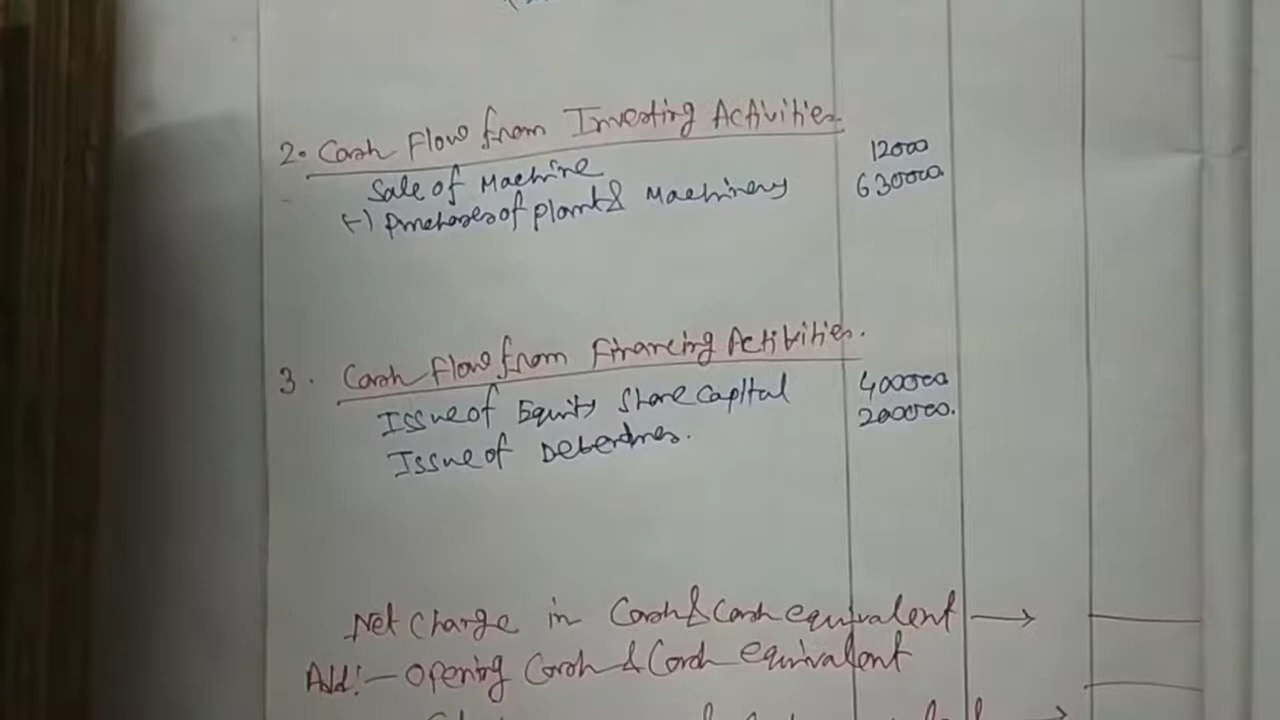 2. Cash Flow from Investing Activities.
Sale of Machine 12000
(-) Purchases of plant & Machinery 630000
3. Cash flow from Financing Activities.
Issue of Equity Share capital 400000
Issue of Debentures. 200000.
Net Change in Cash & Cash equivalent →
Add:- Opening Cash & Cash equivalent